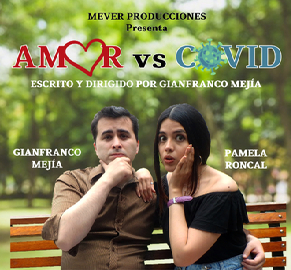 MEVER PRODUCCIONES
Presenta
AMOR vs COVID
ESCRITO Y DIRIGIDO POR GIANFRANCO MEJÍA
GIANFRANCO
MEJÍA
PAMELA
RONCAL